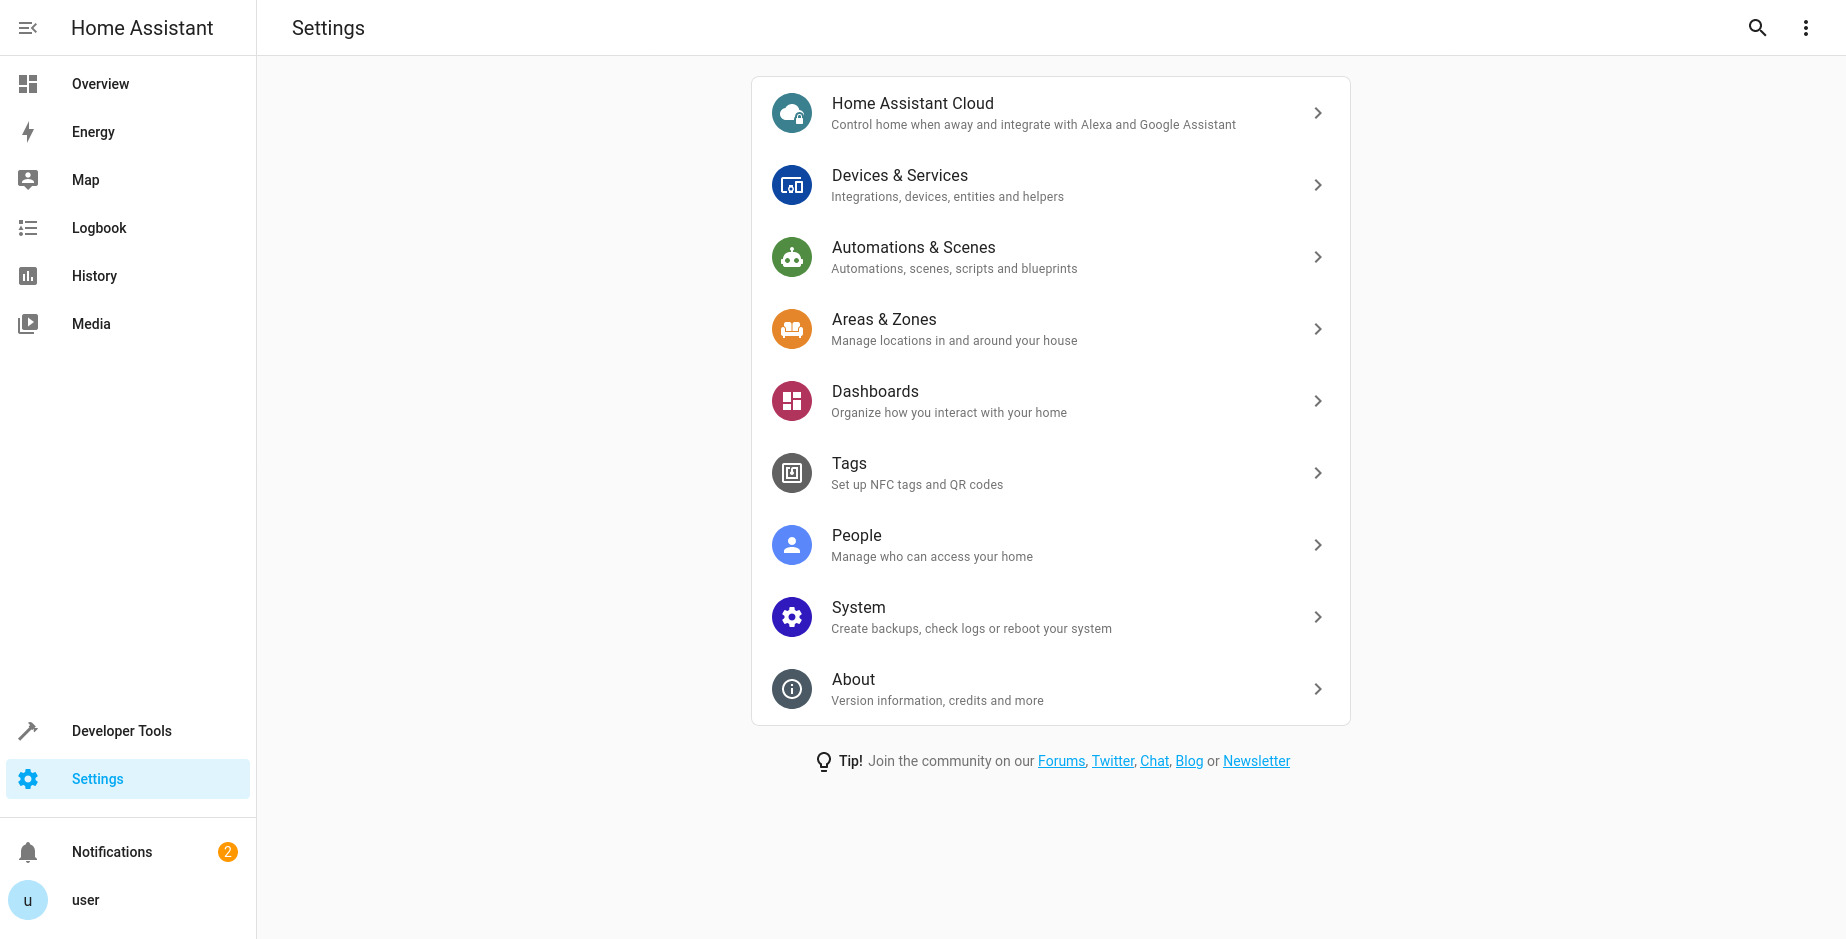 Home Assistant
Settings
Overview
Energy
Map
Logbook
History
Media
Developer Tools
Settings
Notifications
2
u
user
Home Assistant Cloud
Control home when away and integrate with Alexa and Google Assistant
Devices & Services
Integrations, devices, entities and helpers
Automations & Scenes
Automations, scenes, scripts and blueprints
Areas & Zones
Manage locations in and around your house
Dashboards
Organize how you interact with your home
Tags
Set up NFC tags and QR codes
People
Manage who can access your home
System
Create backups, check logs or reboot your system
About
Version information, credits and more
Tip! Join the community on our Forums, Twitter, Chat, Blog or Newsletter